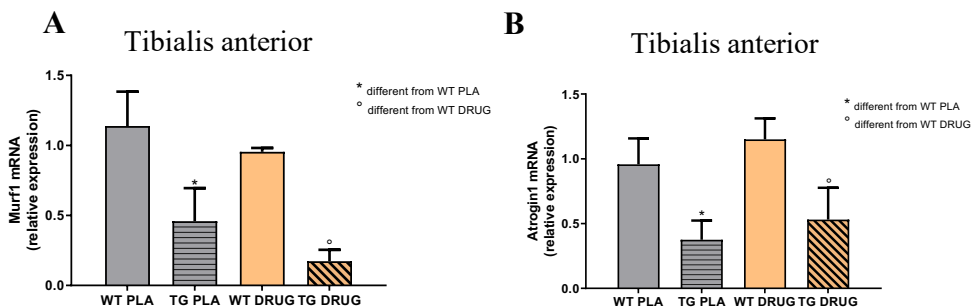 A
Tibialis anterior
1.5
1.0
0.5
0.0
Murf1 mRNA
(relative expression)
* different from WT PLA
° different from WT DRUG
*
°
WT PLA TG PLA WT DRUG TG DRUG
B
Tibialis anterior
1.5
1.0
0.5
0.0
Atrogin1 mRNA
(relative expression)
* different from WT PLA
° different from WT DRUG
*
°
WT PLA TG PLA WT DRUG TG DRUG